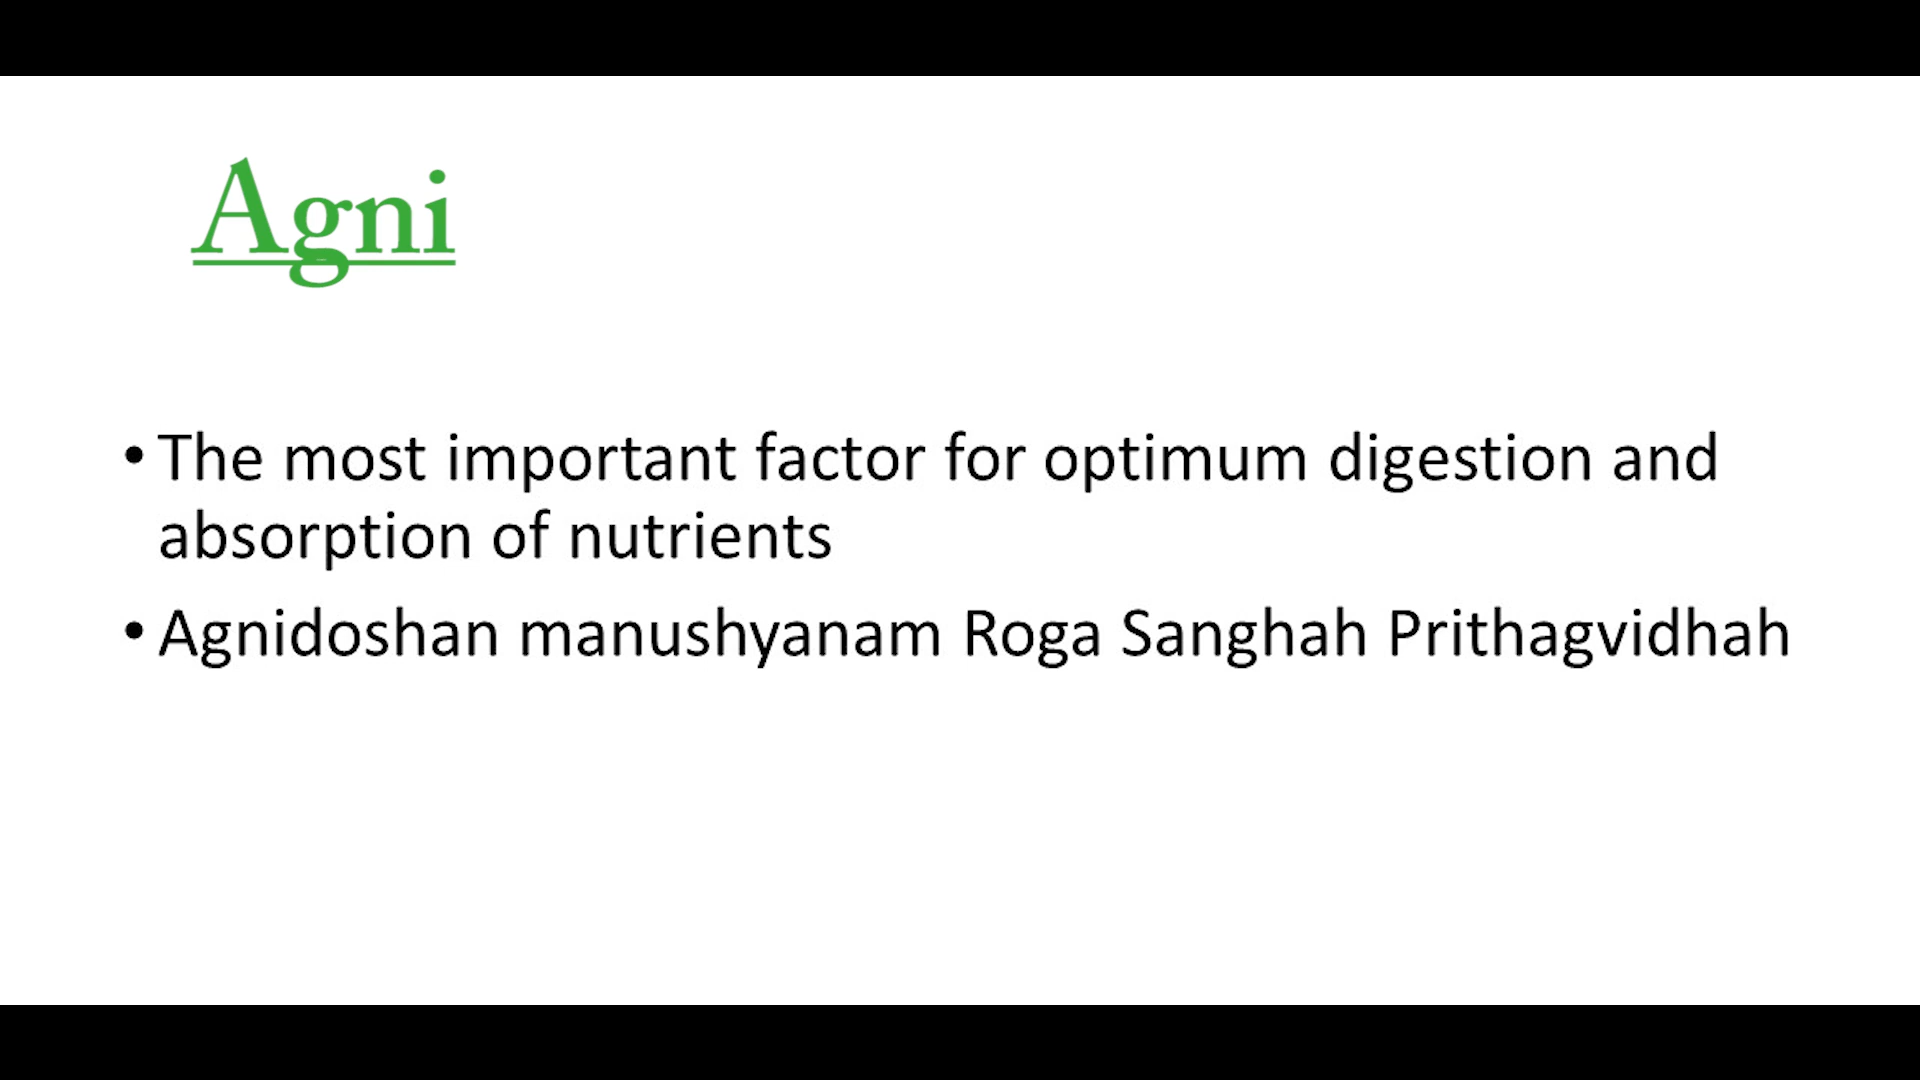 Agni
• The most important factor for optimum digestion and
absorption of nutrients
• Agnidoshan manushyanam Roga Sanghah Prithagvidhah